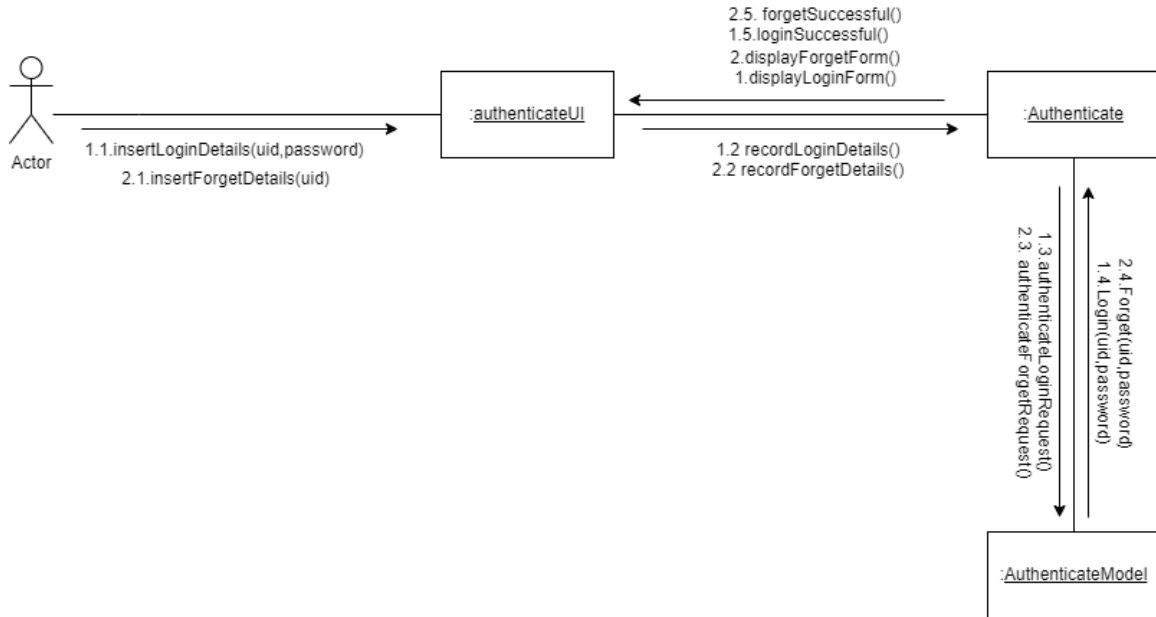 2.5. forgetSuccessful()
1.5.loginSuccessful()
2.displayForgetForm()
1.displayLoginForm()
:authenticateUI
:Authenticate
Actor
1.1.insertLoginDetails(uid,password)
2.1.insertForgetDetails(uid)
1.2 recordLoginDetails()
2.2 recordForgetDetails()
1.3.authenticateLoginRequest()
2.3. authenticateForgetRequest()
2.4.Forget(uid,password)
1.4.Login(uid,password)
:AuthenticateModel